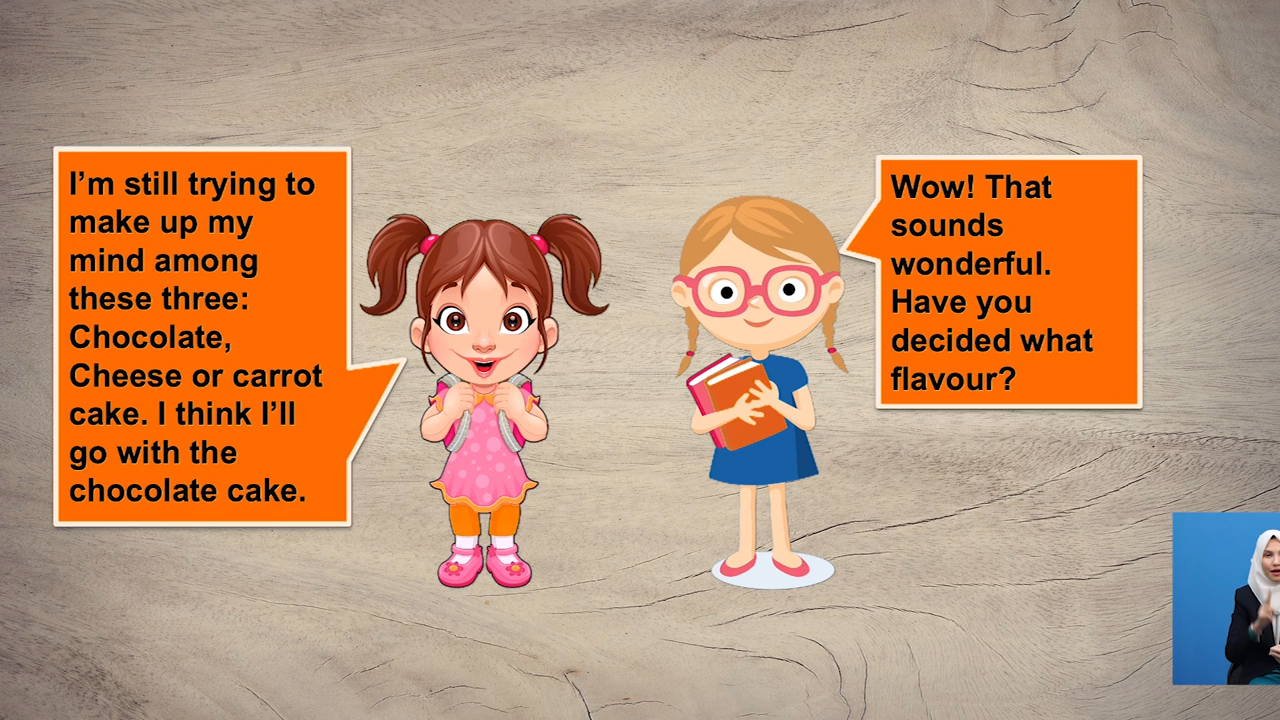 I'm still trying to
make up my
mind among
these three:
Chocolate,
Cheese or carrot
cake. I think I'll
go with the
chocolate cake.
Wow! That
sounds
wonderful.
Have you
decided what
flavour?